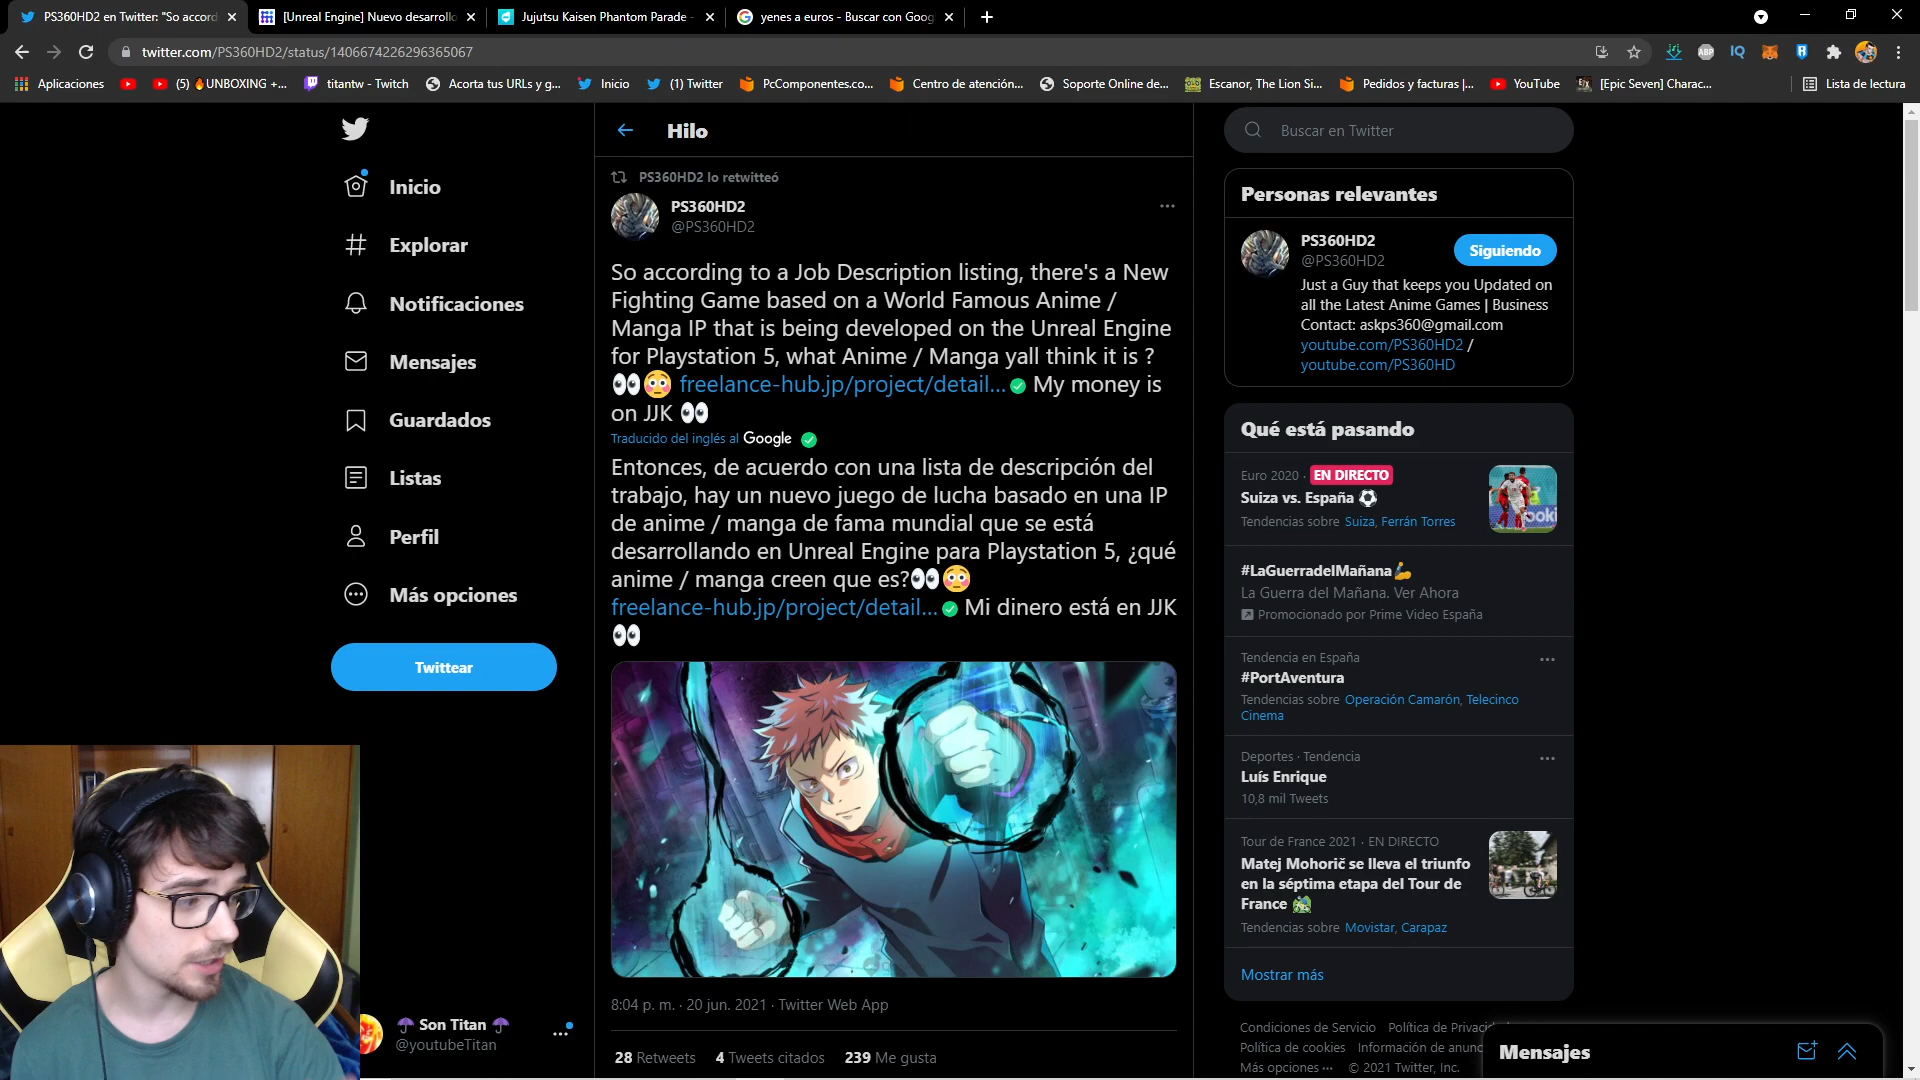 PS360HD2 en Twitter: "So accord
[Unreal Engine] Nuevo desarrollo
Jujutsu Kaisen Phantom Parade -
yenes a euros - Buscar con Goog
twitter.com/PS360HD2/status/1406674226296365067
ABP
IQ
Aplicaciones
(5) 🔥UNBOXING +...
titantw - Twitch
Acorta tus URLs y g...
Inicio
(1) Twitter
PcComponentes.co...
Centro de atención...
Soporte Online de...
Escanor, The Lion Si...
Pedidos y facturas |...
YouTube
[Epic Seven] Charac...
Lista de lectura
Inicio
Explorar
Notificaciones
Mensajes
Guardados
Listas
Perfil
Más opciones
Twittear
☂ Son Titan ☂
@youtubeTitan
Hilo
PS360HD2 lo retwitteó
PS360HD2
@PS360HD2
So according to a Job Description listing, there's a New
Fighting Game based on a World Famous Anime /
Manga IP that is being developed on the Unreal Engine
for Playstation 5, what Anime / Manga yall think it is ?
👀😳 freelance-hub.jp/project/detail... My money is
on JJK 👀
Traducido del inglés al Google
Entonces, de acuerdo con una lista de descripción del
trabajo, hay un nuevo juego de lucha basado en una IP
de anime / manga de fama mundial que se está
desarrollando en Unreal Engine para Playstation 5, ¿qué
anime / manga creen que es?👀😳
freelance-hub.jp/project/detail... Mi dinero está en JJK
👀
8:04 p. m. · 20 jun. 2021 · Twitter Web App
28 Retweets 4 Tweets citados 239 Me gusta
Buscar en Twitter
Personas relevantes
PS360HD2
@PS360HD2
Siguiendo
Just a Guy that keeps you Updated on
all the Latest Anime Games | Business
Contact: askps360@gmail.com
youtube.com/PS360HD2 /
youtube.com/PS360HD
Qué está pasando
Euro 2020 · EN DIRECTO
Suiza vs. España ⚽
Tendencias sobre Suiza, Ferrán Torres
#LaGuerradelMañana
La Guerra del Mañana. Ver Ahora
Promocionado por Prime Video España
Tendencia en España
#PortAventura
Tendencias sobre Operación Camarón, Telecinco
Cinema
Deportes · Tendencia
Luís Enrique
10,8 mil Tweets
Tour de France 2021 · EN DIRECTO
Matej Mohorič se lleva el triunfo
en la séptima etapa del Tour de
France
Tendencias sobre Movistar, Carapaz
Mostrar más
Condiciones de Servicio Política de Privacid
Política de cookies Información de anunc
Más opciones ··· © 2021 Twitter, Inc.
Mensajes